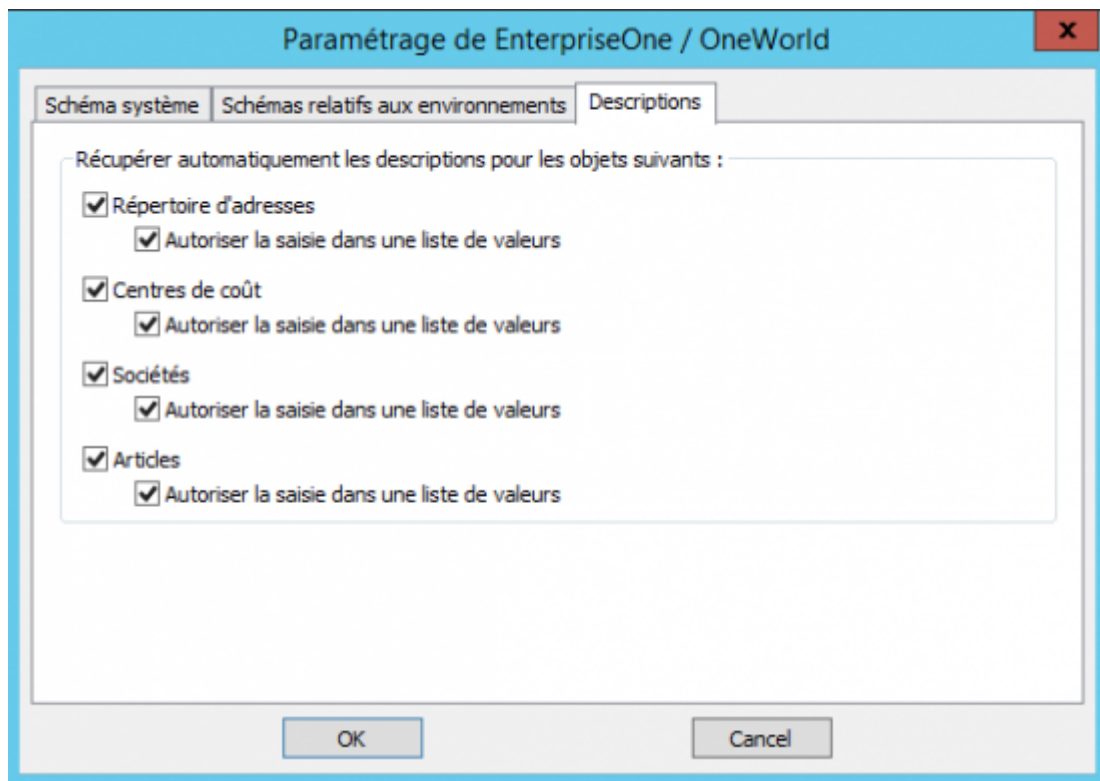 Paramétrage de EnterpriseOne / OneWorld
x
Schéma système Schémas relatifs aux environnements Descriptions
Récupérer automatiquement les descriptions pour les objets suivants :
Répertoire d'adresses
Autoriser la saisie dans une liste de valeurs
Centres de coût
Autoriser la saisie dans une liste de valeurs
Sociétés
Autoriser la saisie dans une liste de valeurs
Articles
Autoriser la saisie dans une liste de valeurs
OK Cancel